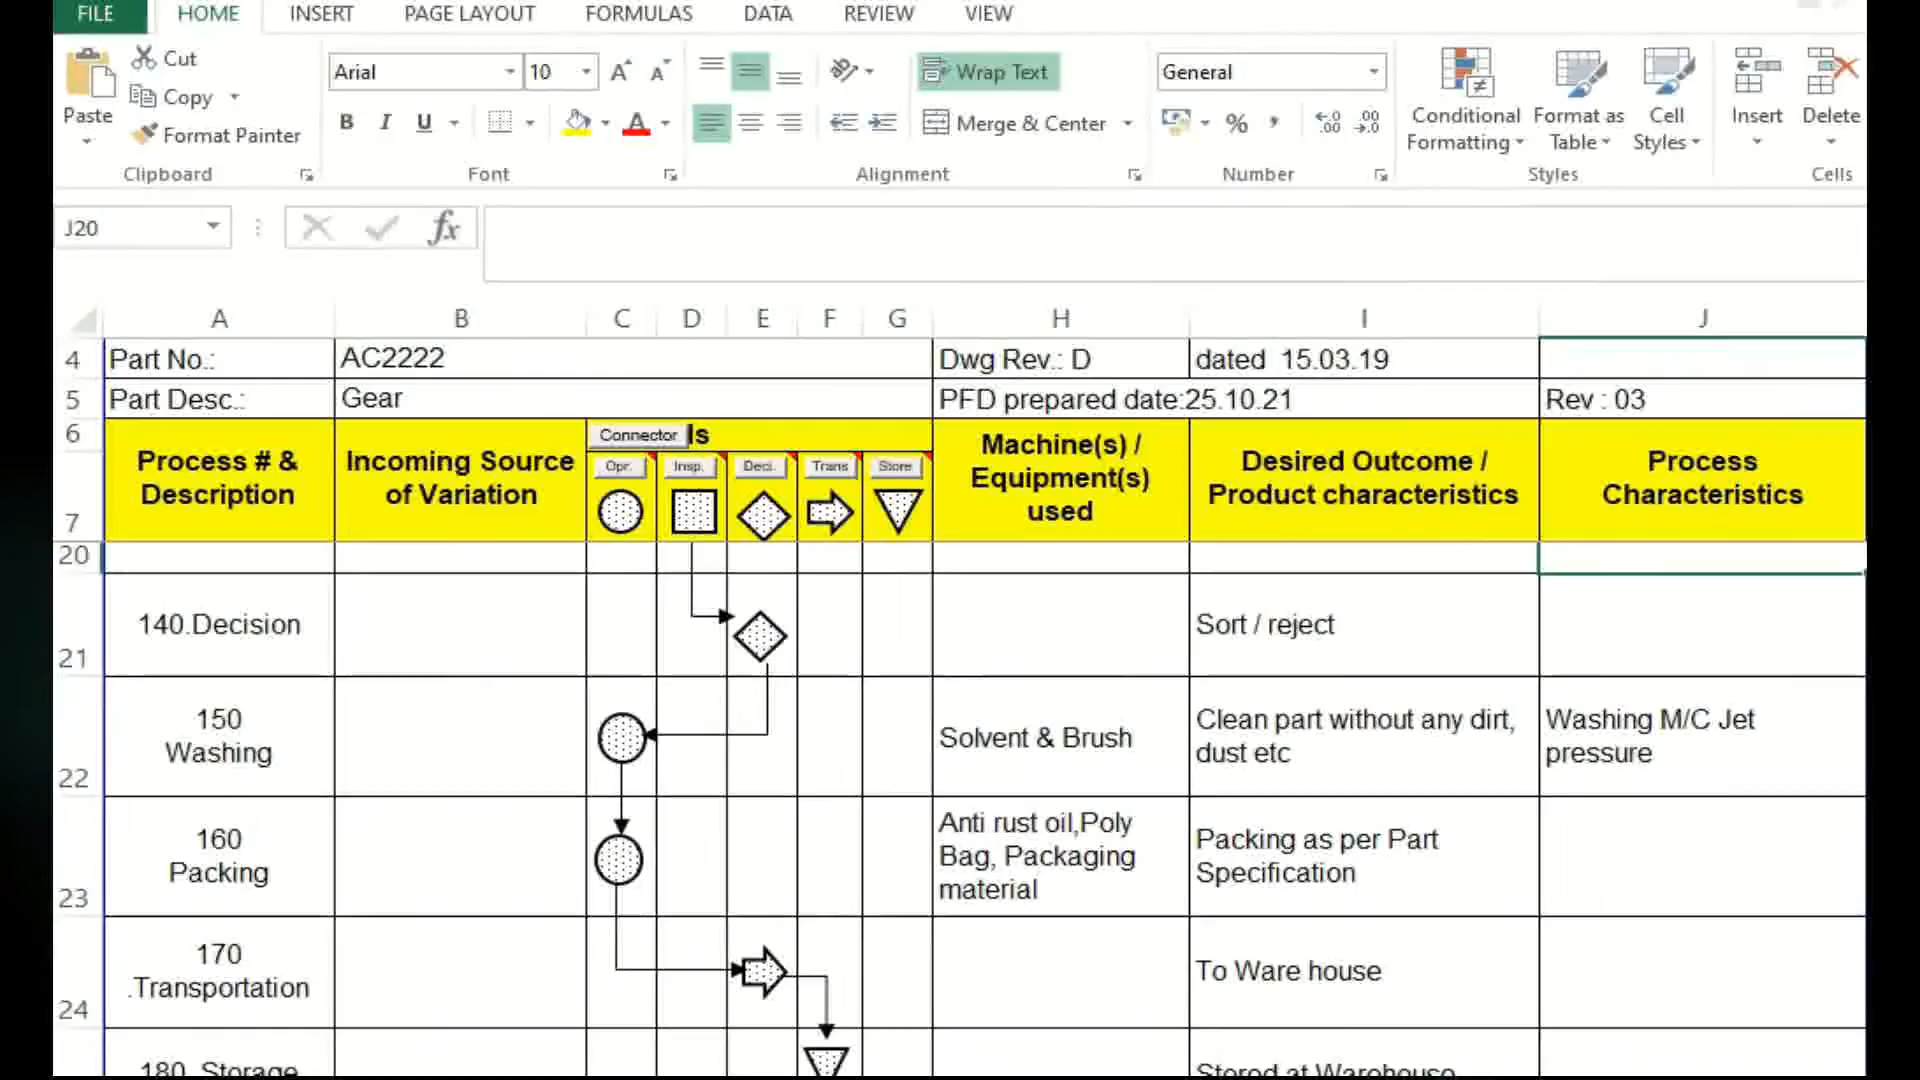 FILE HOME INSERT PAGE LAYOUT FORMULAS DATA REVIEW VIEW
Cut
Copy
Format Painter
Paste
Clipboard
Arial 10
B I U
Font
Wrap Text
Merge & Center
Alignment
General
%
Number
Conditional Formatting
Format as Table
Cell Styles
Styles
Insert
Delete
Cells
J20
fx
A B C D E F G H I J
4 Part No.: AC2222 Dwg Rev.: D dated 15.03.19
5 Part Desc.: Gear PFD prepared date:25.10.21 Rev : 03
6
7
Process # &
Description
Incoming Source
of Variation
Connector ls
Opr. Insp. Deci. Trans Store
Machine(s) /
Equipment(s)
used
Desired Outcome /
Product characteristics
Process
Characteristics
20
21
140.Decision
Sort / reject
22
150
Washing
Solvent & Brush
Clean part without any dirt,
dust etc
Washing M/C Jet
pressure
23
160
Packing
Anti rust oil,Poly
Bag, Packaging
material
Packing as per Part
Specification
24
170
.Transportation
To Ware house
180. Storage
Stored at Warehouse